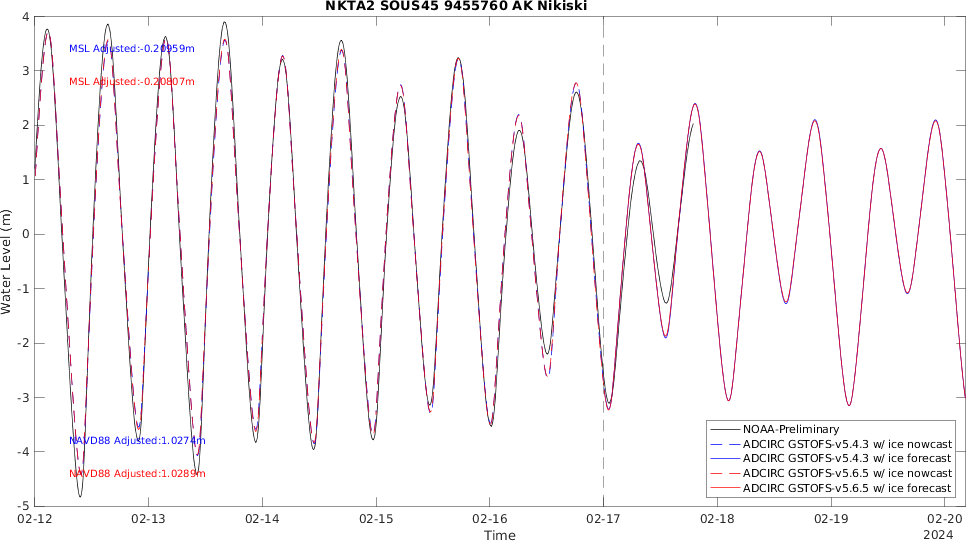 NKTA2 SOUS45 9455760 AK Nikiski
MSL Adjusted:-0.20959m
MSL Adjusted:-0.20807m
NAVD88 Adjusted:1.0274m
NAVD88 Adjusted:1.0289m
Water Level (m)
4
3
2
1
0
-1
-2
-3
-4
-5
NOAA-Preliminary
ADCIRC GSTOFS-v5.4.3 w/ ice nowcast
ADCIRC GSTOFS-v5.4.3 w/ ice forecast
ADCIRC GSTOFS-v5.6.5 w/ ice nowcast
ADCIRC GSTOFS-v5.6.5 w/ ice forecast
02-12 02-13 02-14 02-15 02-16 02-17 02-18 02-19 02-20
Time
2024